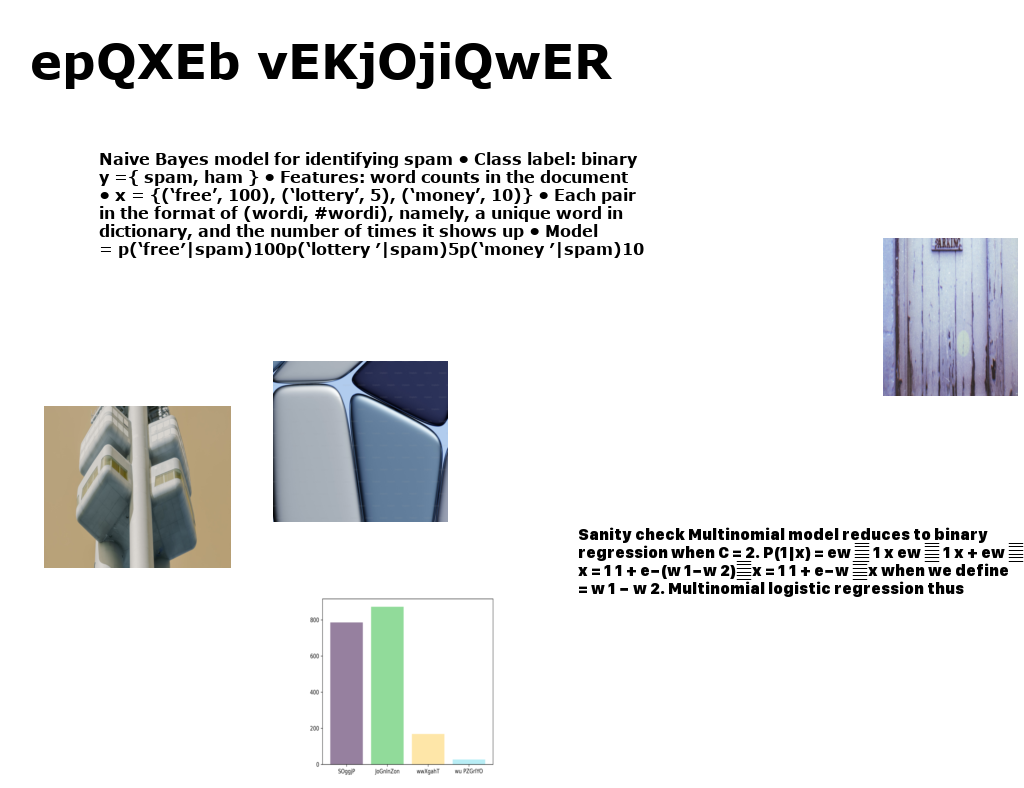 epQXEb vEKjOjiQwER
Naive Bayes model for identifying spam • Class label: binary
y ={ spam, ham } • Features: word counts in the document
• x = {(‘free’, 100), (‘lottery’, 5), (‘money’, 10)} • Each pair
in the format of (wordi, #wordi), namely, a unique word in
dictionary, and the number of times it shows up • Model
= p(‘free’|spam)100p(‘lottery ’|spam)5p(‘money ’|spam)10
PARKING
Sanity check Multinomial model reduces to binary
regression when C = 2. P(1|x) = ew 1 x ew 1 x + ew
x = 1 1 + e−(w 1−w 2) x = 1 1 + e−w x when we define
= w 1 − w 2. Multinomial logistic regression thus
800
600
400
200
0
SOggjP joGnInZon wwXgahT